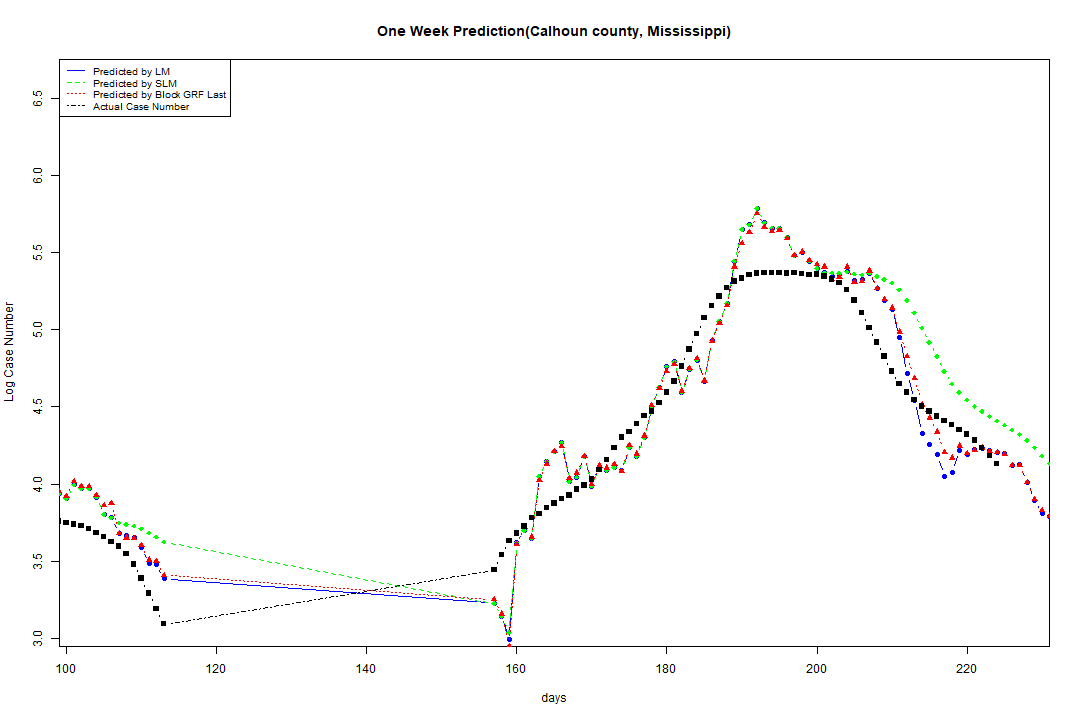 One Week Prediction(Calhoun county, Mississippi)
Predicted by LM
Predicted by SLM
Predicted by Block GRF Last
Actual Case Number
6.5
6.0
5.5
5.0
4.5
4.0
3.5
3.0
Log Case Number
100 120 140 160 180 200 220
days